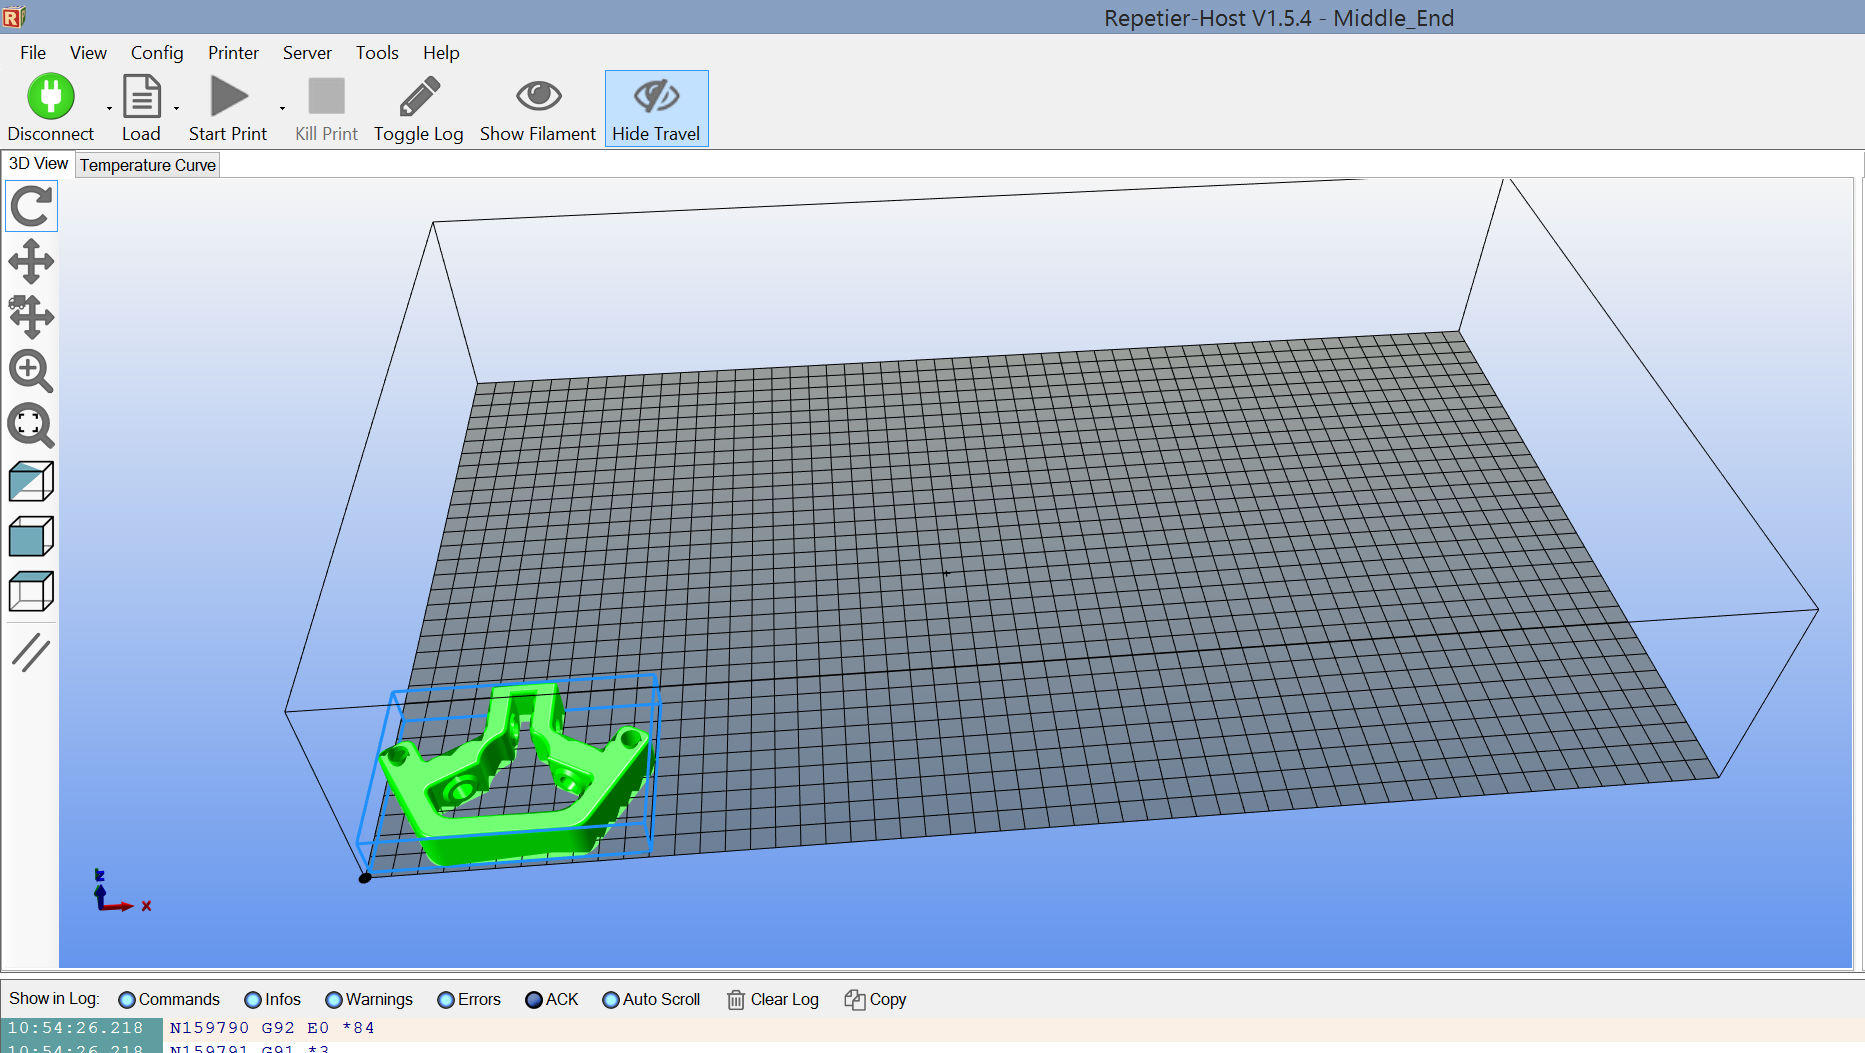 Repetier-Host V1.5.4 - Middle_End
File View Config Printer Server Tools Help
Disconnect Load Start Print Kill Print Toggle Log Show Filament Hide Travel
3D View Temperature Curve
z
x
Show in Log: Commands Infos Warnings Errors ACK Auto Scroll Clear Log Copy
10:54:26.218 N159790 G92 E0 *84
10:54:26.218 N159791 G91 *3